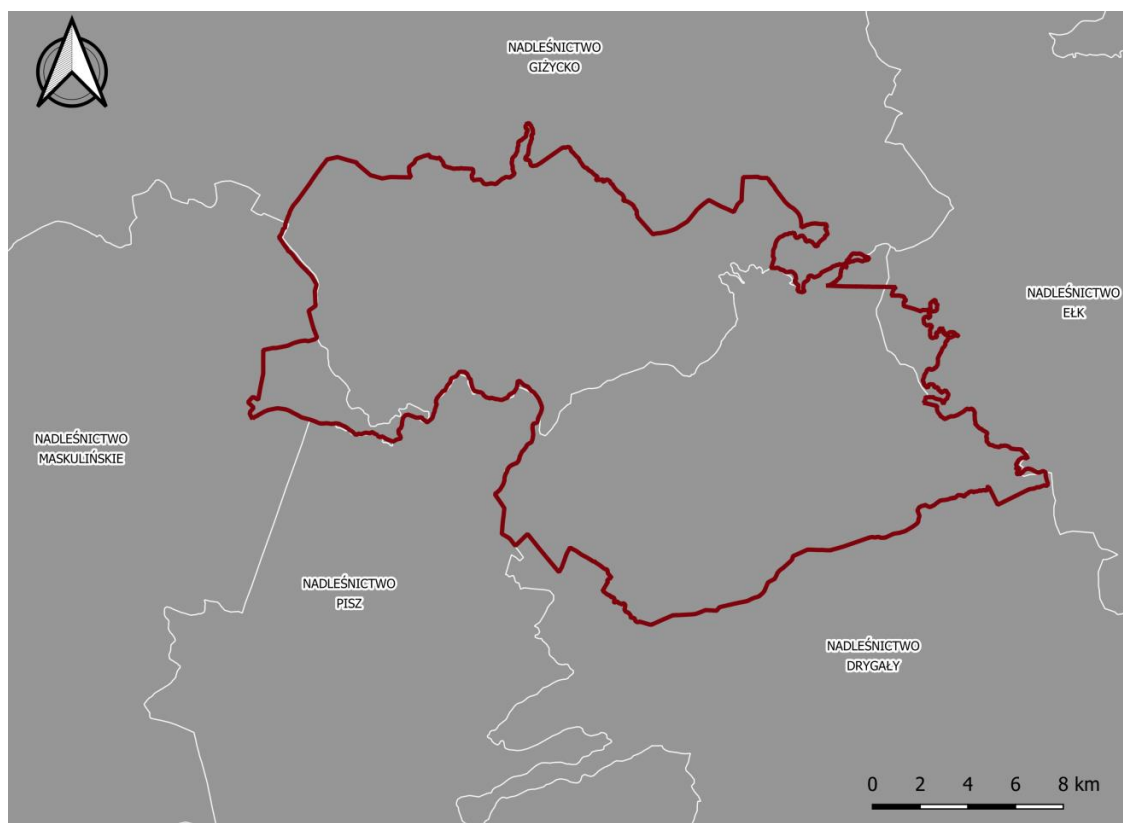 NADLEŚNICTWO
GIŻYCKO
NADLEŚNICTWO
EŁK
NADLEŚNICTWO
MASKULIŃSKIE
NADLEŚNICTWO
PISZ
NADLEŚNICTWO
DRYGAŁY
0 2 4 6 8 km